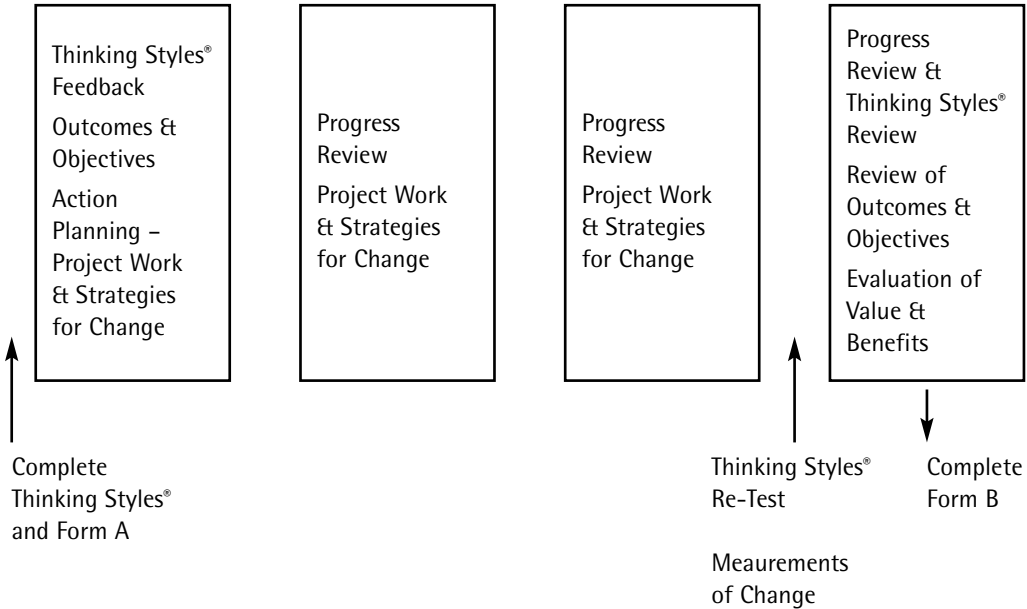 Thinking Styles®
Feedback
Outcomes &
Objectives
Action
Planning –
Project Work
& Strategies
for Change
Progress
Review
Project Work
& Strategies
for Change
Progress
Review
Project Work
& Strategies
for Change
Progress
Review &
Thinking Styles®
Review
Review of
Outcomes &
Objectives
Evaluation of
Value &
Benefits
Complete
Thinking Styles®
and Form A
Thinking Styles®
Re-Test
Meaurements
of Change
Complete
Form B